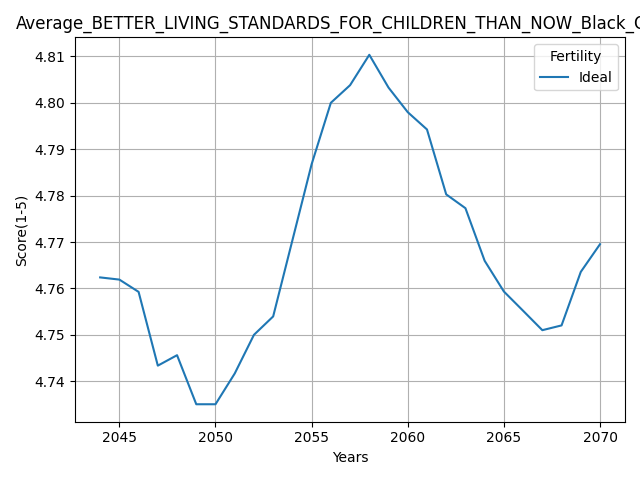 Average_BETTER_LIVING_STANDARDS_FOR_CHILDREN_THAN_NOW_Black_
Fertility
Ideal
Score(1-5)
4.81
4.80
4.79
4.78
4.77
4.76
4.75
4.74
2045 2050 2055 2060 2065 2070
Years